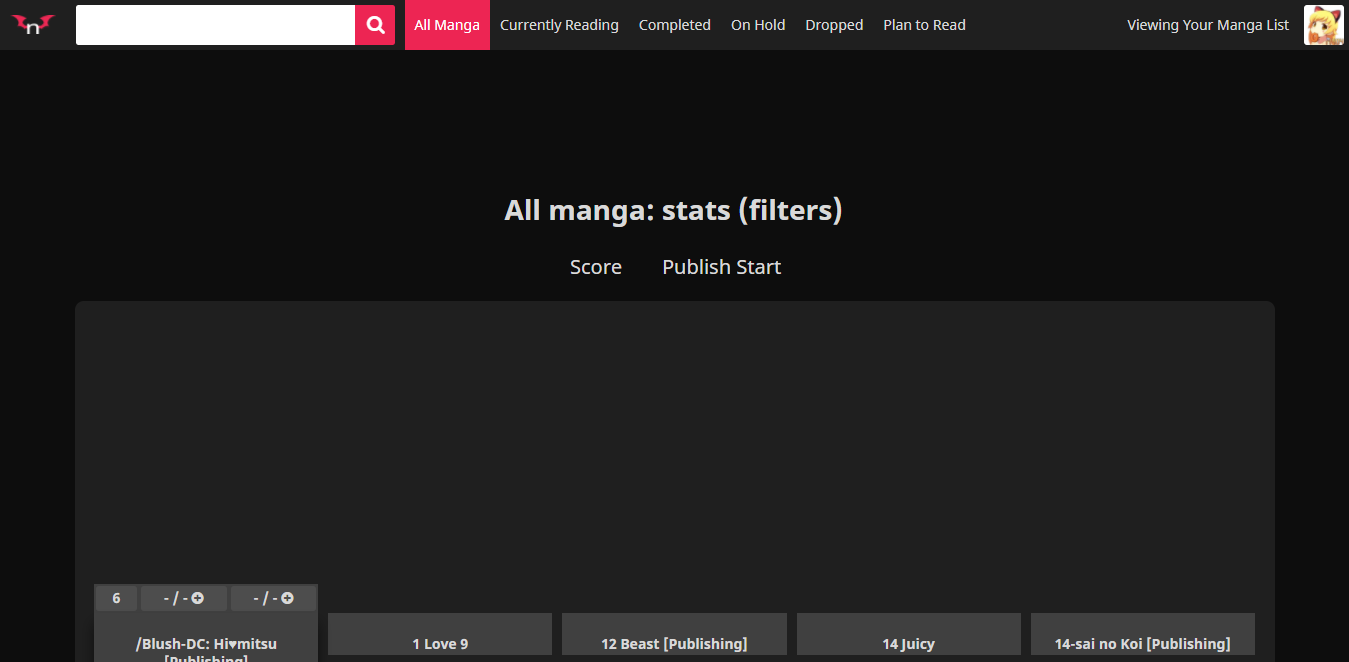 n
All Manga Currently Reading Completed On Hold Dropped Plan to Read Viewing Your Manga List
All manga: stats (filters)
Score Publish Start
6 - / - - / -
/Blush-DC: Hi♥mitsu
[Publishing]
1 Love 9
12 Beast [Publishing]
14 Juicy
14-sai no Koi [Publishing]